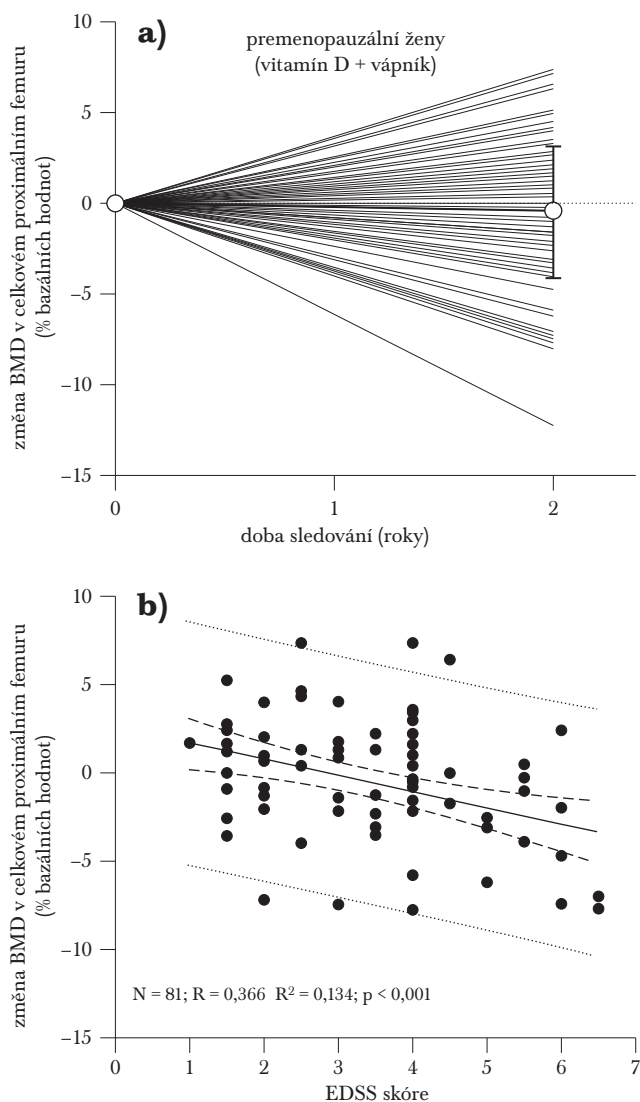 a)
premenopauzální ženy
(vitamín D + vápník)
změna BMD v celkovém proximálním femuru
(% bazálních hodnot)
10
5
0
–5
–10
–15
0
1
2
doba sledování (roky)
b)
změna BMD v celkovém proximálním femuru
(% bazálních hodnot)
10
5
0
–5
–10
–15
N = 81; R = 0,366 R² = 0,134; p < 0,001
0
1
2
3
4
5
6
7
EDSS skóre